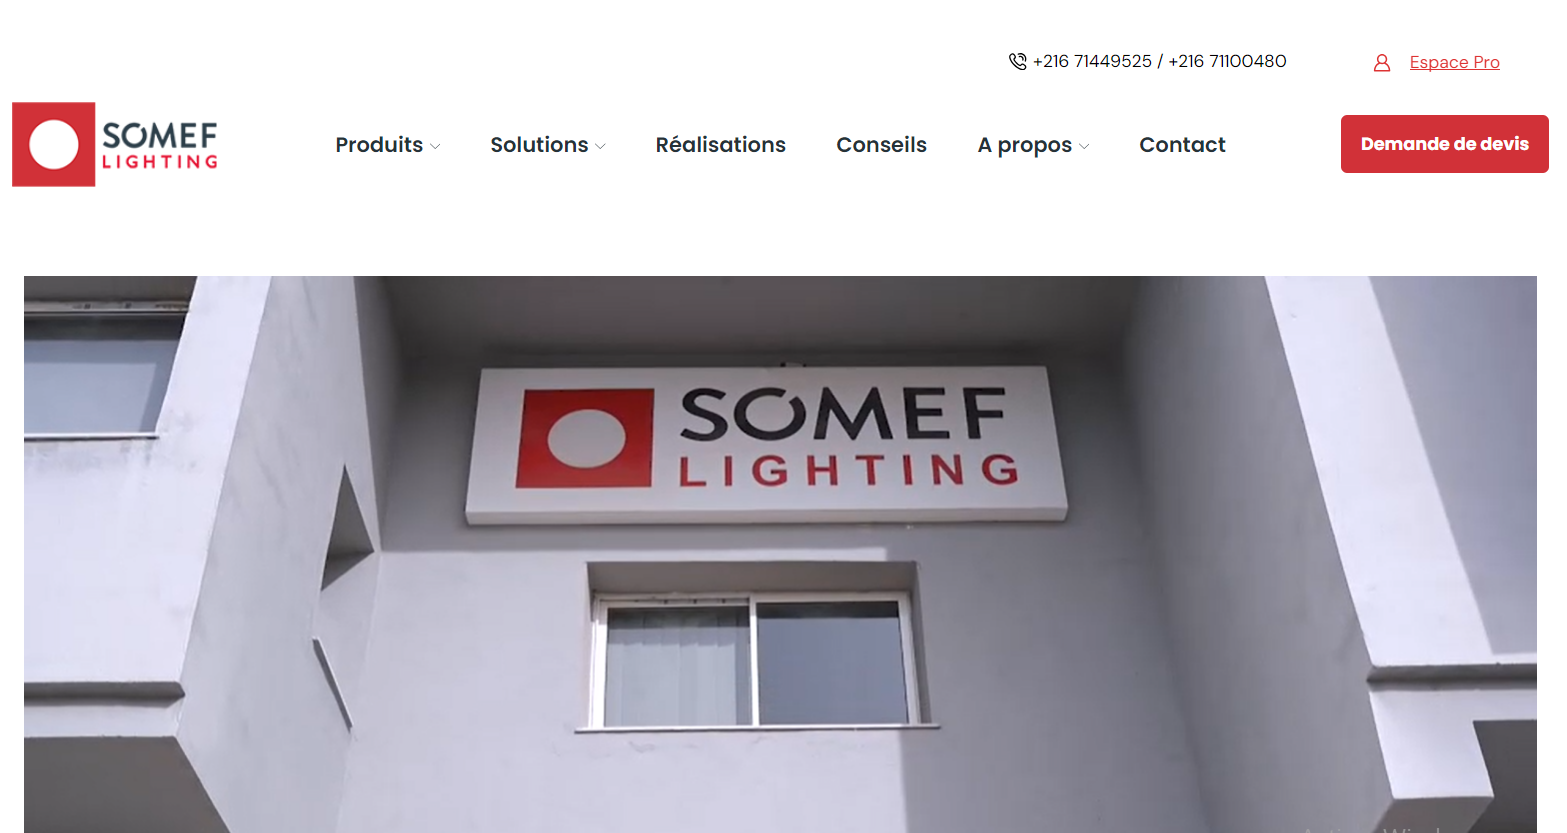 +216 71449525 / +216 71100480
Espace Pro
SOMEF
LIGHTING
Produits
Solutions
Réalisations
Conseils
A propos
Contact
Demande de devis
SOMEF
LIGHTING